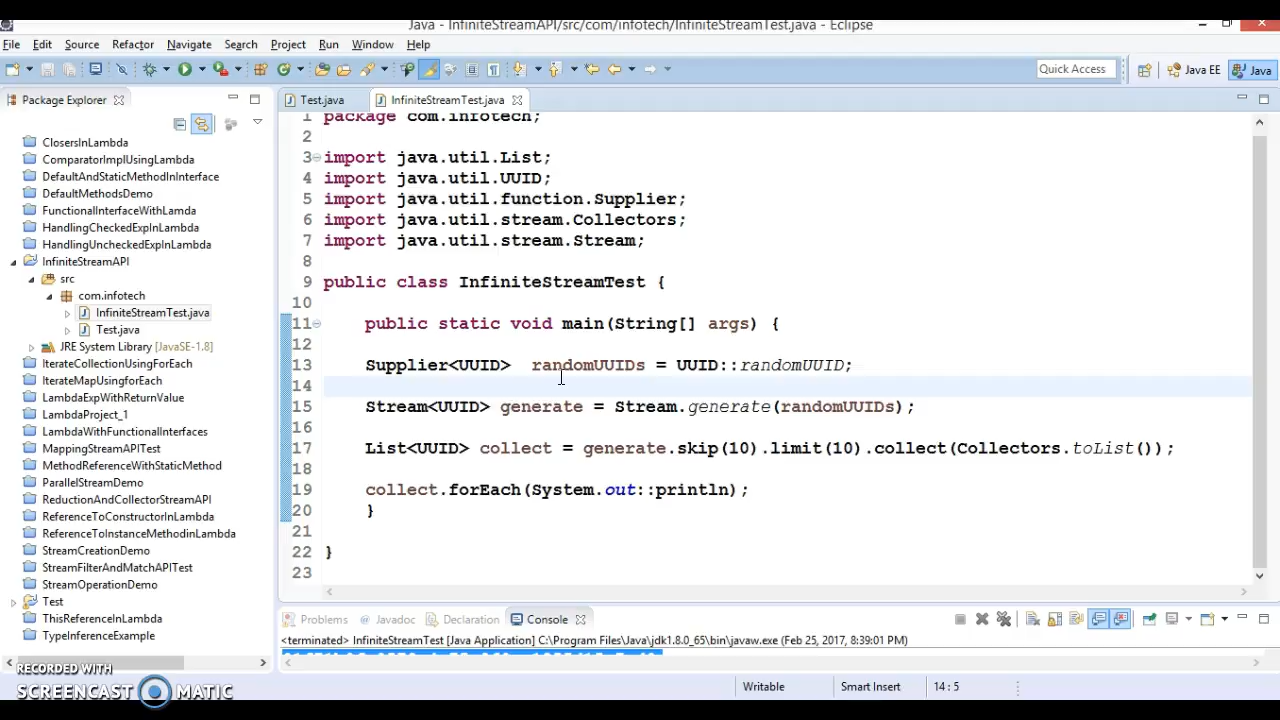 Java - InfiniteStreamAPI/src/com/infotech/InfiniteStreamTest.java - Eclipse
File Edit Source Refactor Navigate Search Project Run Window Help
Quick Access Java EE Java
Package Explorer
Test.java InfiniteStreamTest.java
ClosersInLambda
ComparatorImplUsingLambda
DefaultAndStaticMethodInInterface
DefaultMethodsDemo
FunctionalInterfaceWithLamda
HandlingCheckedExpInLambda
HandlingUncheckedExpInLambda
InfiniteStreamAPI
src
com.infotech
InfiniteStreamTest.java
Test.java
JRE System Library [JavaSE-1.8]
IterateCollectionUsingForEach
IterateMapUsingForEach
LambdaExpWithReturnValue
LambdaProject_1
LambdaWithFunctionalInterfaces
MappingStreamAPITest
MethodReferenceWithStaticMethod
ParallelStreamDemo
ReductionAndCollectorStreamAPI
ReferenceToConstructorInLambda
ReferenceToInstanceMethodinLambda
StreamCreationDemo
StreamFilterAndMatchAPITest
StreamOperationDemo
Test
ThisReferenceInLambda
TypeInferenceExample
1 package com.infotech;
2
3 import java.util.List;
4 import java.util.UUID;
5 import java.util.function.Supplier;
6 import java.util.stream.Collectors;
7 import java.util.stream.Stream;
8
9 public class InfiniteStreamTest {
10
11 public static void main(String[] args) {
12
13 Supplier<UUID> randomUUIDs = UUID::randomUUID;
14
15 Stream<UUID> generate = Stream.generate(randomUUIDs);
16
17 List<UUID> collect = generate.skip(10).limit(10).collect(Collectors.toList());
18
19 collect.forEach(System.out::println);
20 }
21
22 }
23
Problems Javadoc Declaration Console
<terminated> InfiniteStreamTest [Java Application] C:\Program Files\Java\jdk1.8.0_65\bin\javaw.exe (Feb 25, 2017, 8:39:01 PM)
Writable Smart Insert 14 : 5
RECORDED WITH
SCREENCAST MATIC